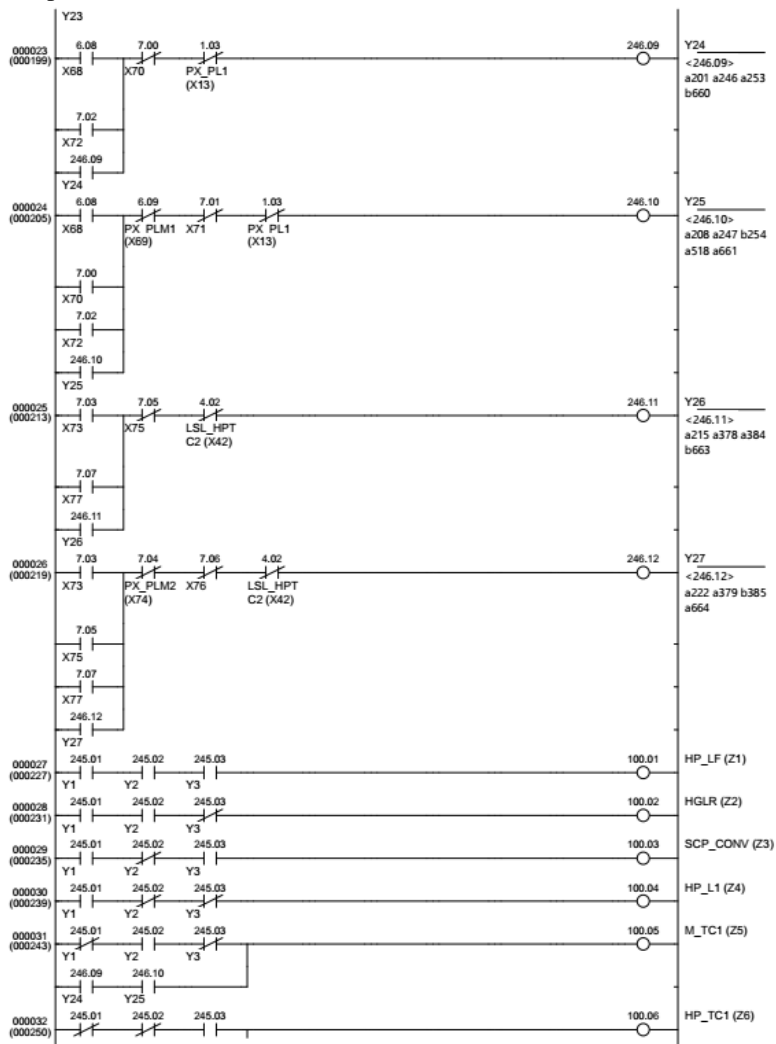 Y23
000023 6.08 7.00 1.03 246.09 Y24
(000199) X68 X70 PX_PL1 <246.09>
(X13) a201 a246 a253
b660
7.02
X72
246.09
Y24
000024 6.08 6.09 7.01 1.03 246.10 Y25
(000205) X68 PX_PLM1 X71 PX_PL1 <246.10>
(X69) (X13) a208 a247 b254
a518 a661
7.00
X70
7.02
X72
246.10
Y25
000025 7.03 7.05 4.02 246.11 Y26
(000213) X73 X75 LSL_HPT <246.11>
C2 (X42) a215 a378 a384
b663
7.07
X77
246.11
Y26
000026 7.03 7.04 7.06 4.02 246.12 Y27
(000219) X73 PX_PLM2 X76 LSL_HPT <246.12>
(X74) C2 (X42) a222 a379 b385
a664
7.05
X75
7.07
X77
246.12
Y27
000027 245.01 245.02 245.03 100.01 HP_LF (Z1)
(000227) Y1 Y2 Y3
000028 245.01 245.02 245.03 100.02 HGLR (Z2)
(000231) Y1 Y2 Y3
000029 245.01 245.02 245.03 100.03 SCP_CONV (Z3)
(000235) Y1 Y2 Y3
000030 245.01 245.02 245.03 100.04 HP_L1 (Z4)
(000239) Y1 Y2 Y3
000031 245.01 245.02 245.03 100.05 M_TC1 (Z5)
(000243) Y1 Y2 Y3
246.09 246.10
Y24 Y25
000032 245.01 245.02 245.03 100.06 HP_TC1 (Z6)
(000250)